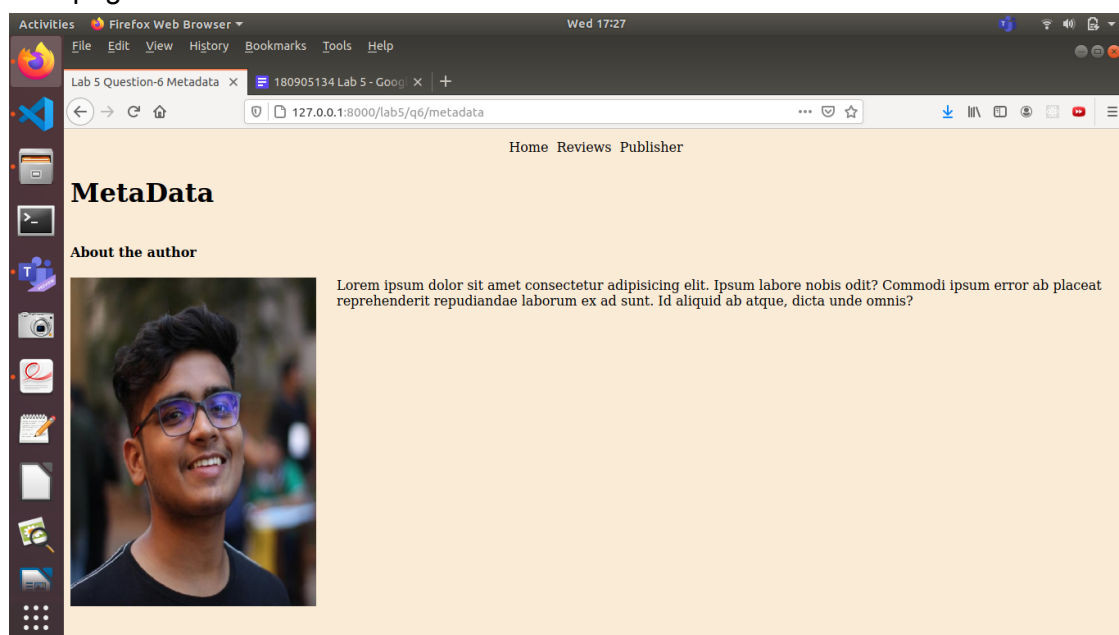 Activities Firefox Web Browser Wed 17:27
File Edit View History Bookmarks Tools Help
Lab 5 Question-6 Metadata 180905134 Lab 5 - Goog
127.0.0.1:8000/lab5/q6/metadata
Home Reviews Publisher
MetaData
About the author
Lorem ipsum dolor sit amet consectetur adipisicing elit. Ipsum labore nobis odit? Commodi ipsum error ab placeat
reprehenderit repudiandae laborum ex ad sunt. Id aliquid ab atque, dicta unde omnis?